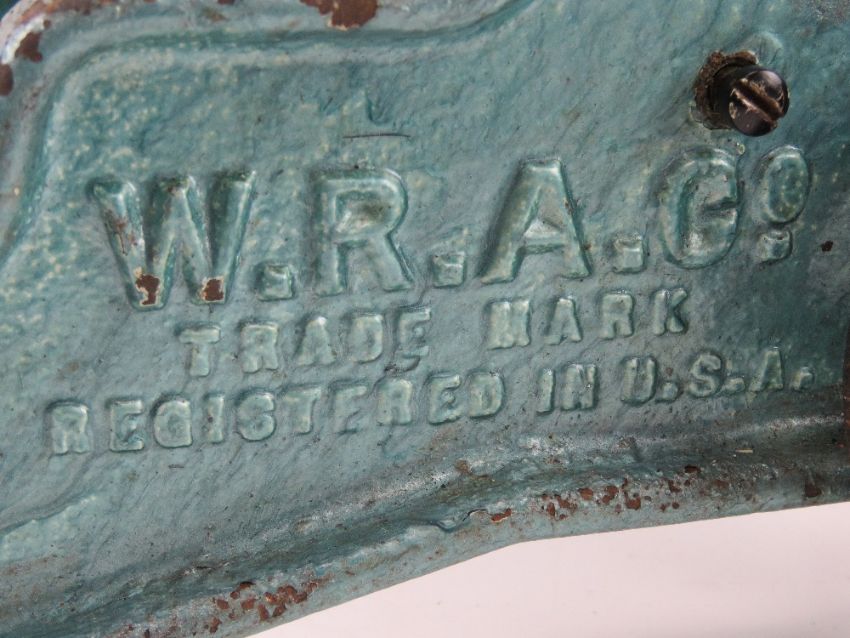 W.R.A.Co.
TRADE MARK
REGISTERED IN U.S.A.